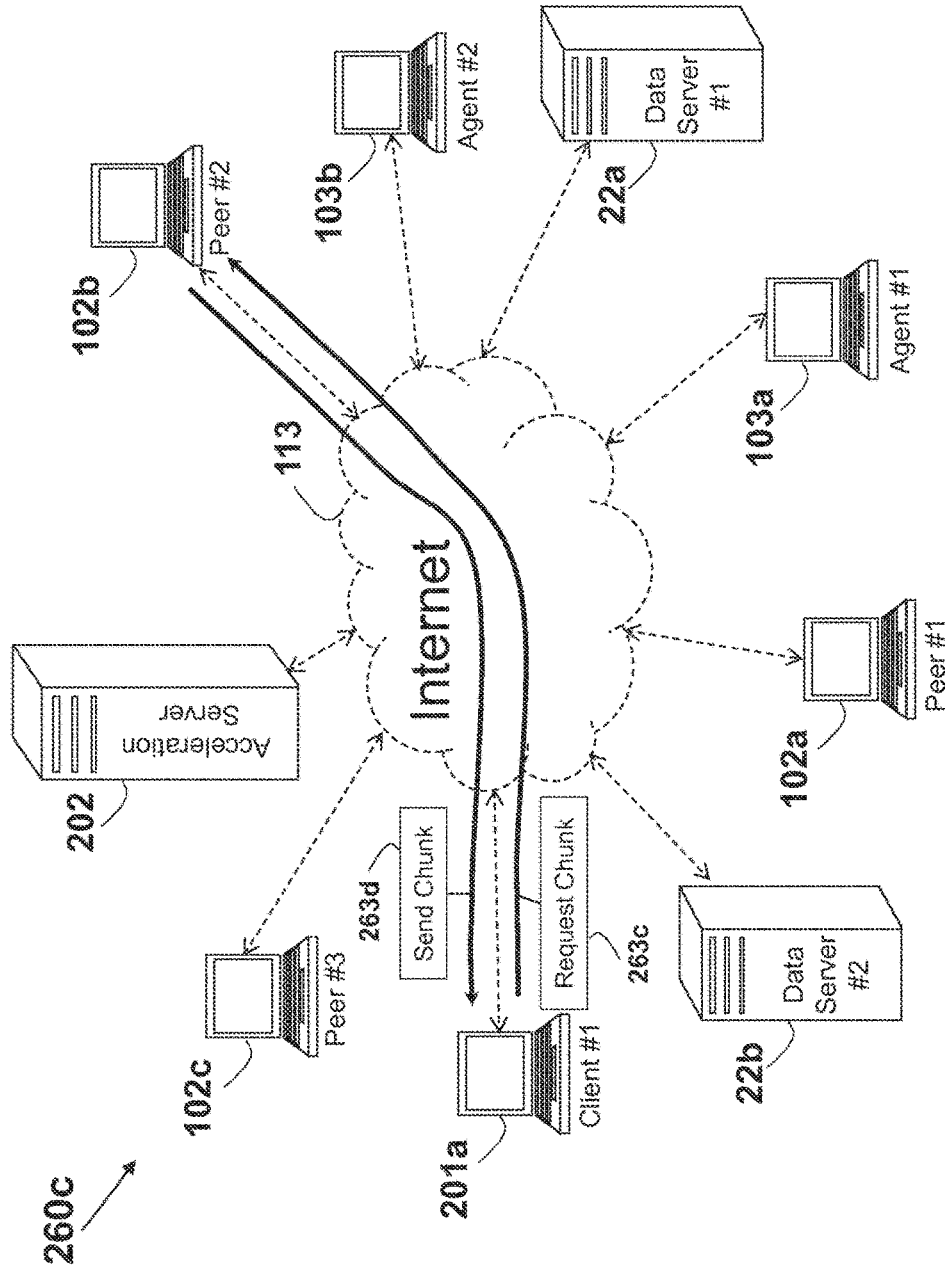 260c
102c
Peer #3
202
Acceleration
Server
113
102b
Peer #2
103b
Agent #2
Internet
263d
Send Chunk
201a
Client #1
Request Chunk
263c
22b
Data
Server
#2
102a
Peer #1
103a
Agent #1
22a
Data
Server
#1